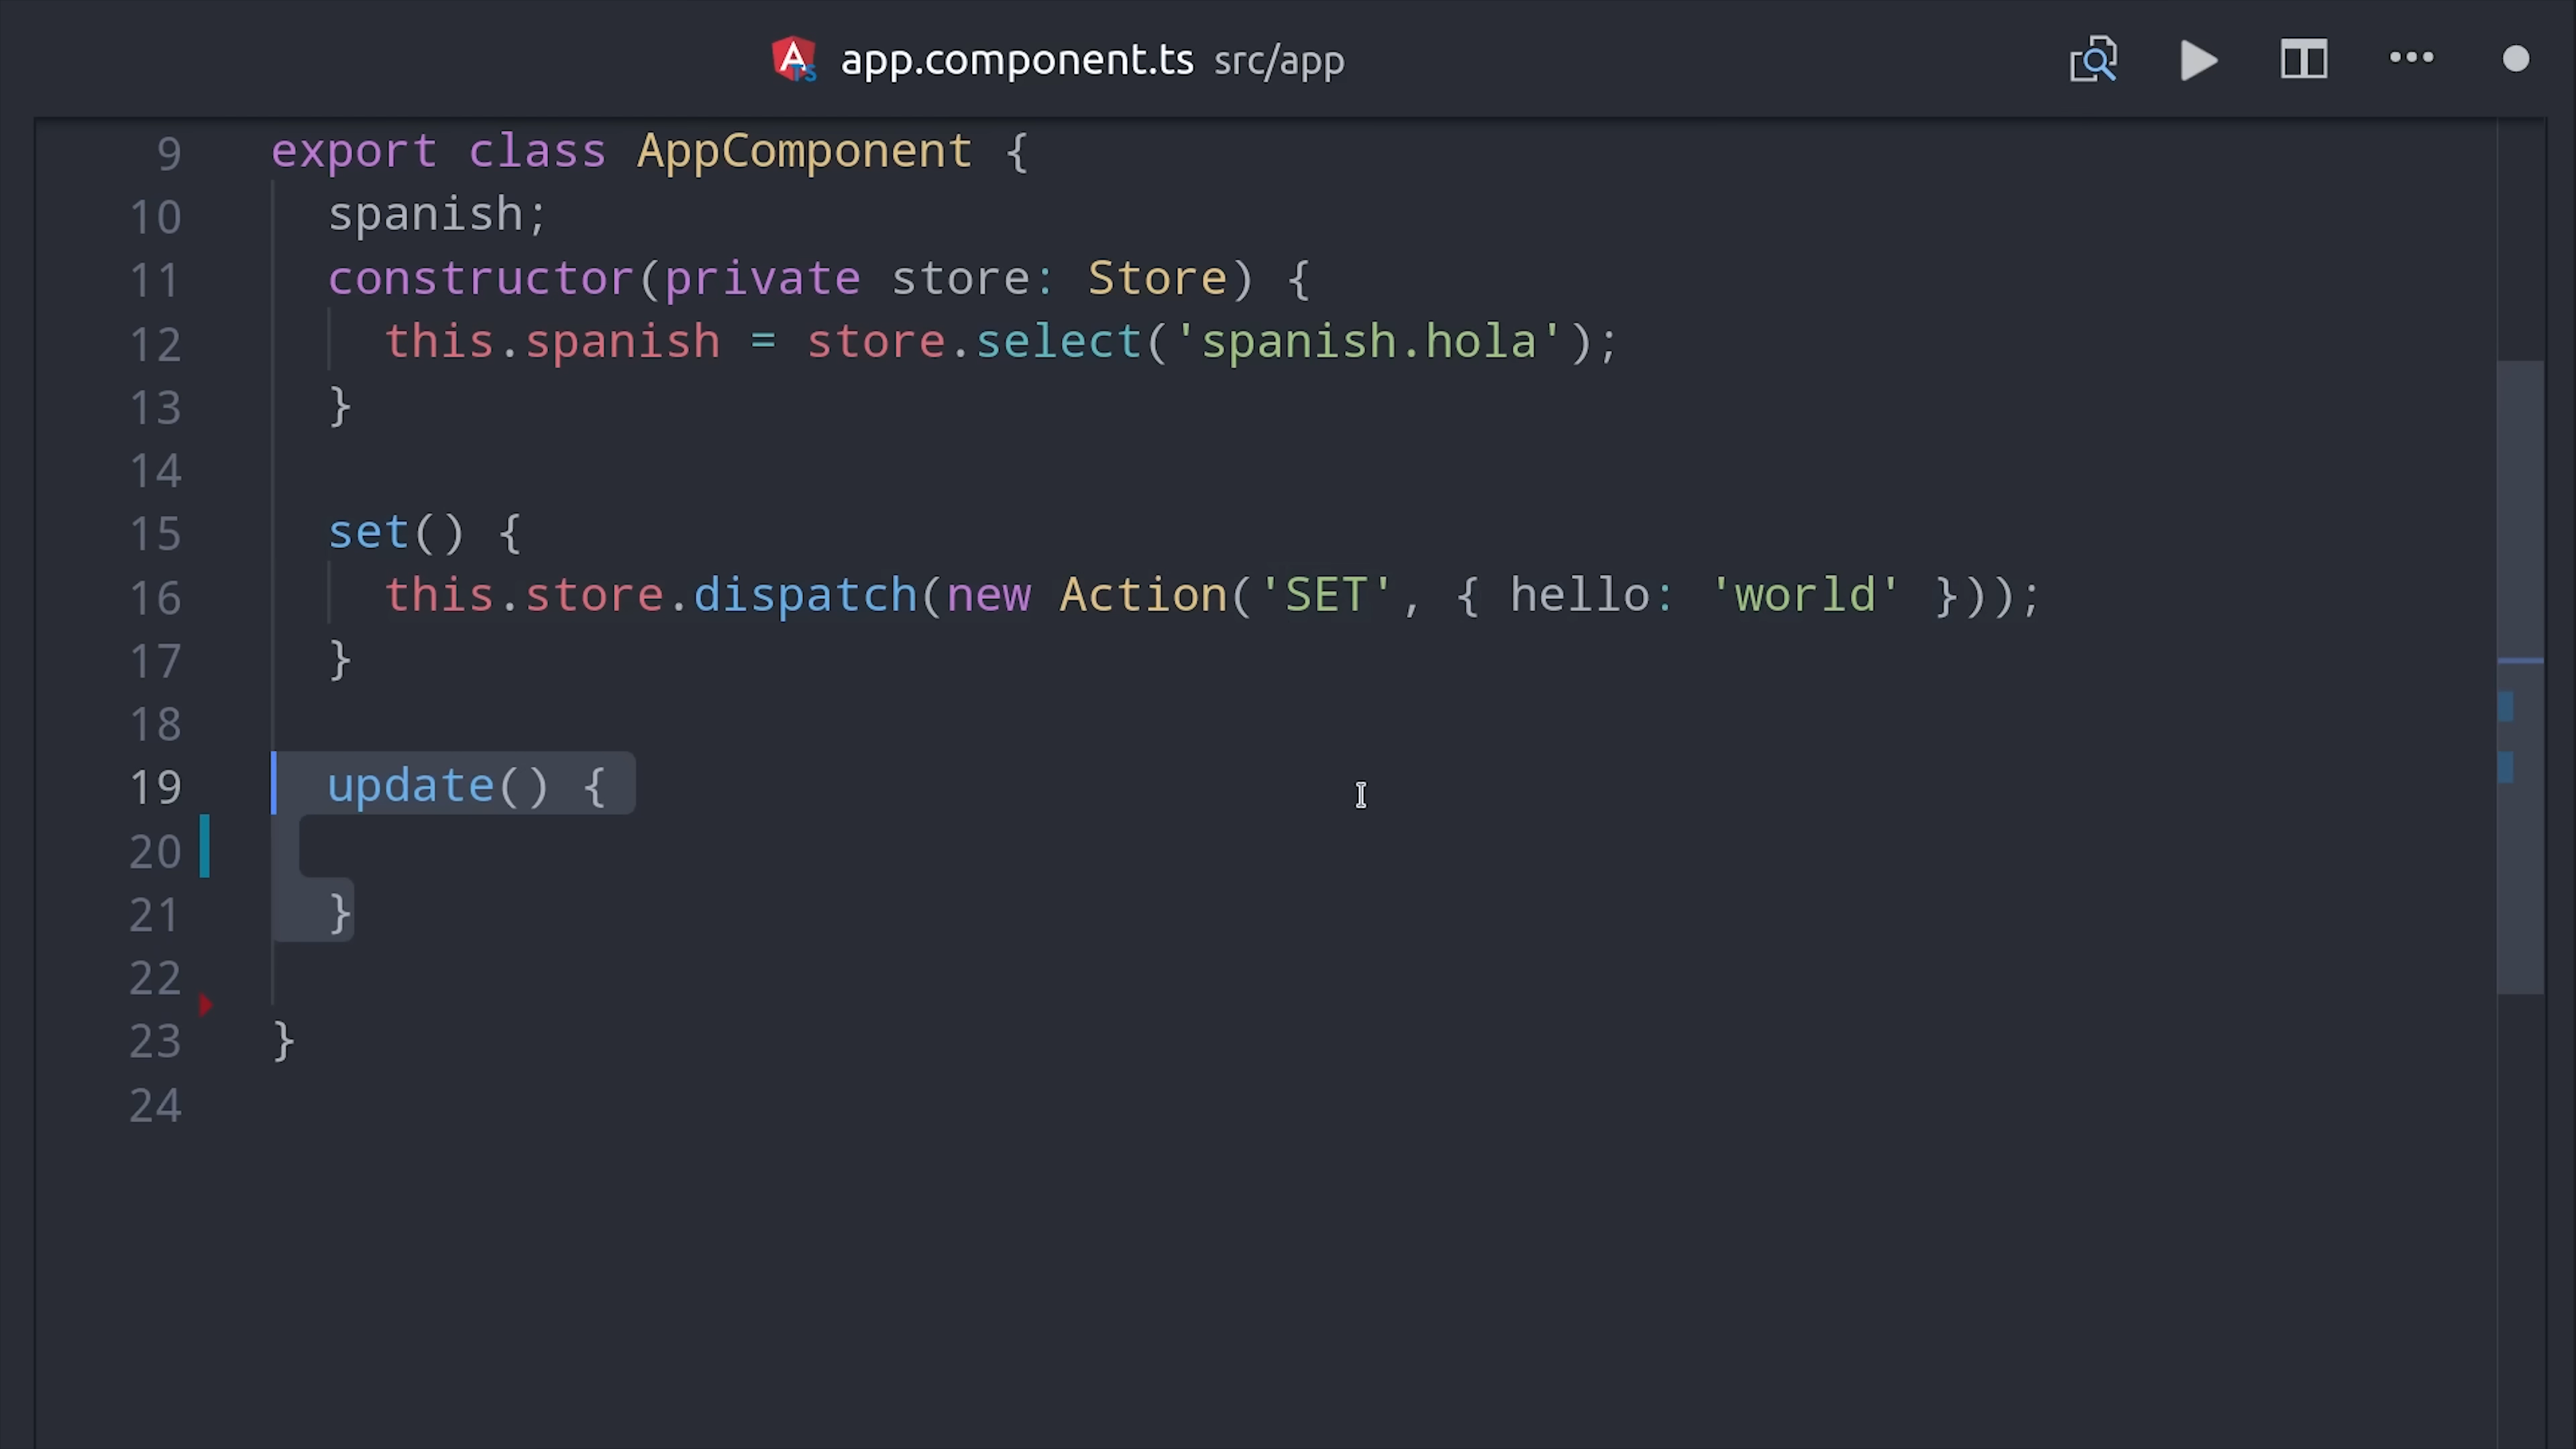 app.component.ts src/app
9 export class AppComponent {
10 spanish;
11 constructor(private store: Store) {
12 this.spanish = store.select('spanish.hola');
13 }
14
15 set() {
16 this.store.dispatch(new Action('SET', { hello: 'world' }));
17 }
18
19 update() {
20
21 }
22
23 }
24